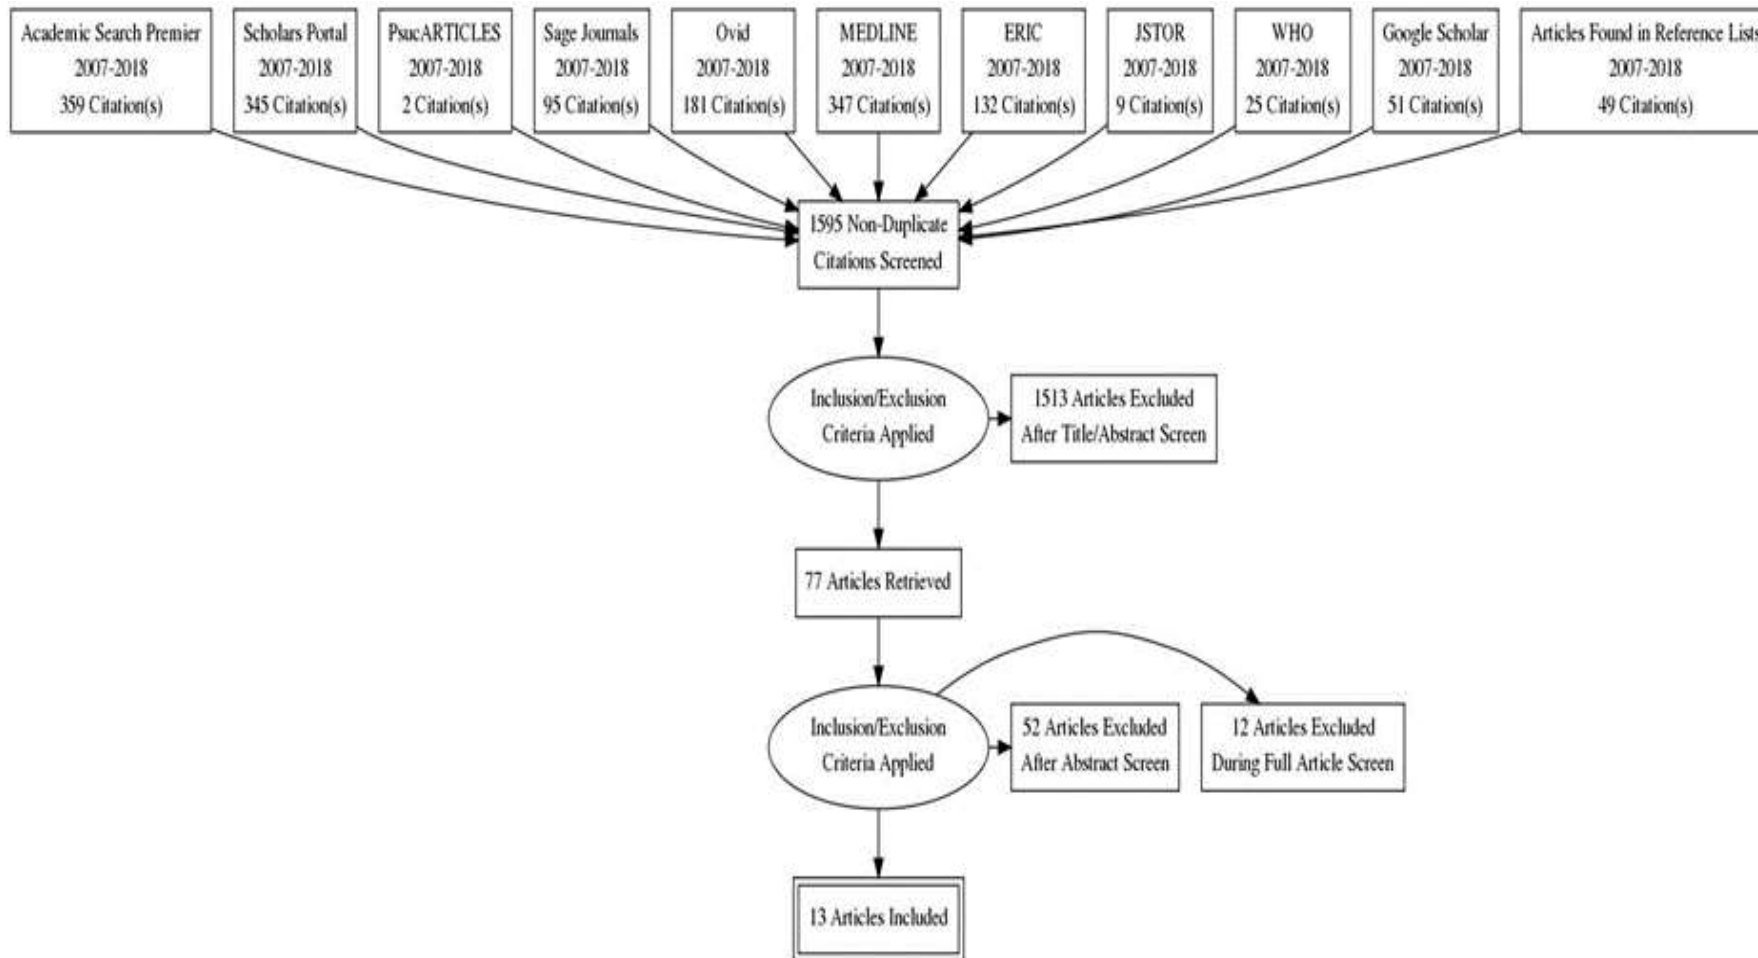 Academic Search Premier
2007-2018
359 Citation(s)
Scholars Portal
2007-2018
345 Citation(s)
PsucARTICLES
2007-2018
2 Citation(s)
Sage Journals
2007-2018
95 Citation(s)
Ovid
2007-2018
181 Citation(s)
MEDLINE
2007-2018
347 Citation(s)
ERIC
2007-2018
132 Citation(s)
JSTOR
2007-2018
9 Citation(s)
WHO
2007-2018
25 Citation(s)
Google Scholar
2007-2018
51 Citation(s)
Articles Found in Reference Lists
2007-2018
49 Citation(s)
1595 Non-Duplicate
Citations Screened
Inclusion/Exclusion
Criteria Applied
1513 Articles Excluded
After Title/Abstract Screen
77 Articles Retrieved
Inclusion/Exclusion
Criteria Applied
52 Articles Excluded
After Abstract Screen
12 Articles Excluded
During Full Article Screen
13 Articles Included